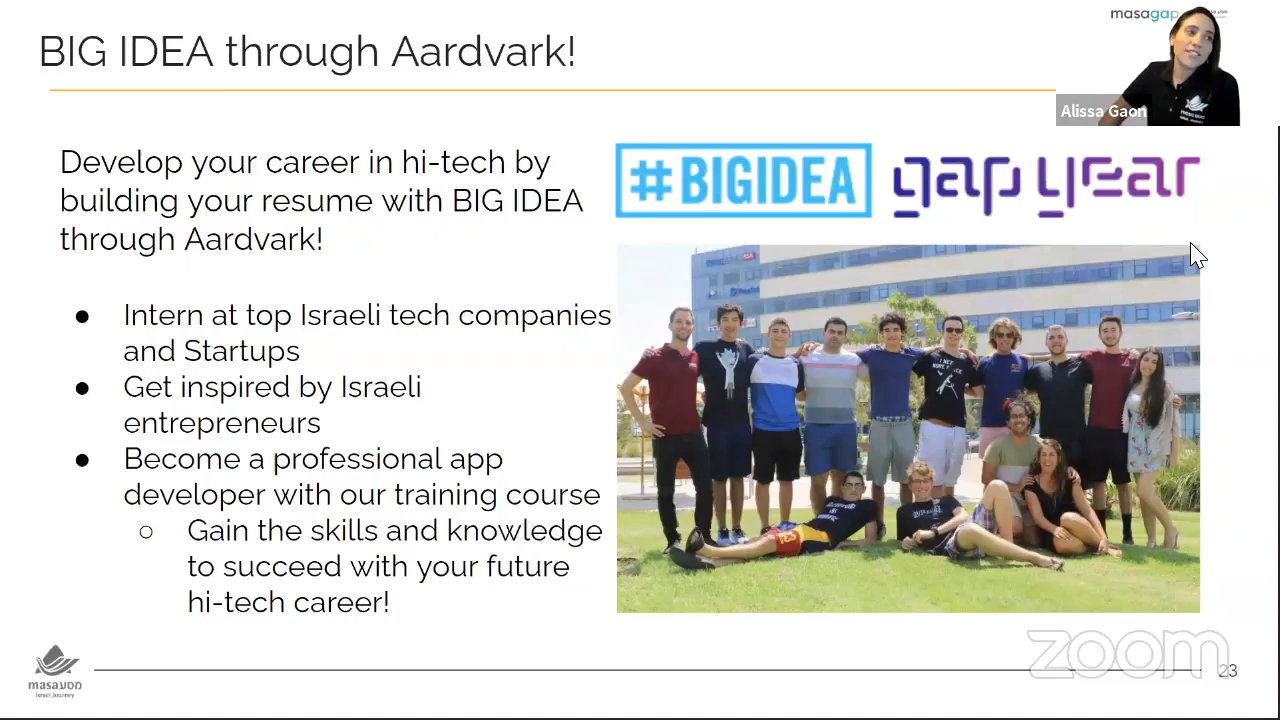 masagap
BIG IDEA through Aardvark!
Alissa Gaon
Develop your career in hi-tech by
building your resume with BIG IDEA
through Aardvark!
#BIGIDEA gap year
● Intern at top Israeli tech companies
and Startups
● Get inspired by Israeli
entrepreneurs
● Become a professional app
developer with our training course
○ Gain the skills and knowledge
to succeed with your future
hi-tech career!
zoom
masaמסע
Israel Journey
23